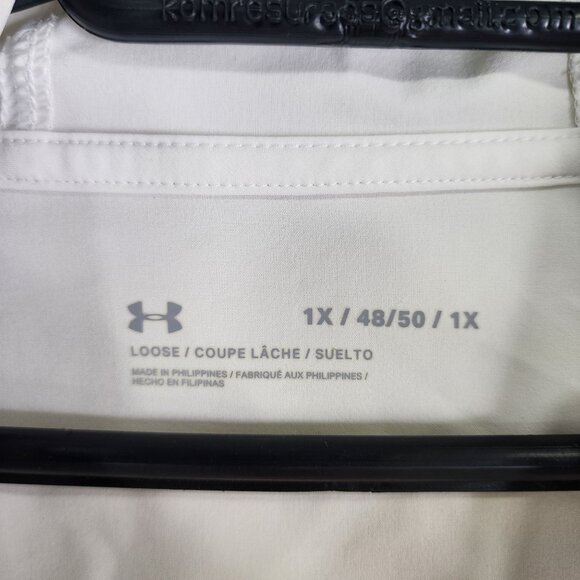 1X / 48/50 / 1X
LOOSE / COUPE LÂCHE / SUELTO
MADE IN PHILIPPINES / FABRIQUÉ AUX PHILIPPINES /
HECHO EN FILIPINAS